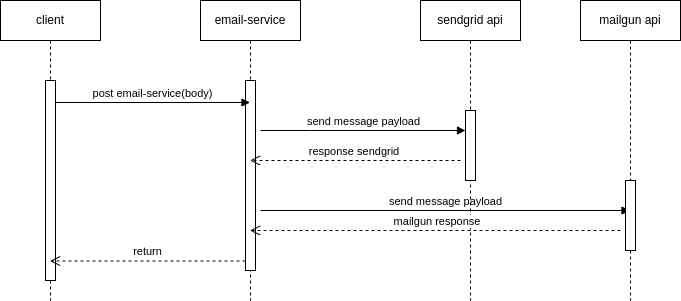 client
email-service
sendgrid api
mailgun api
post email-service(body)
send message payload
response sendgrid
send message payload
mailgun response
return